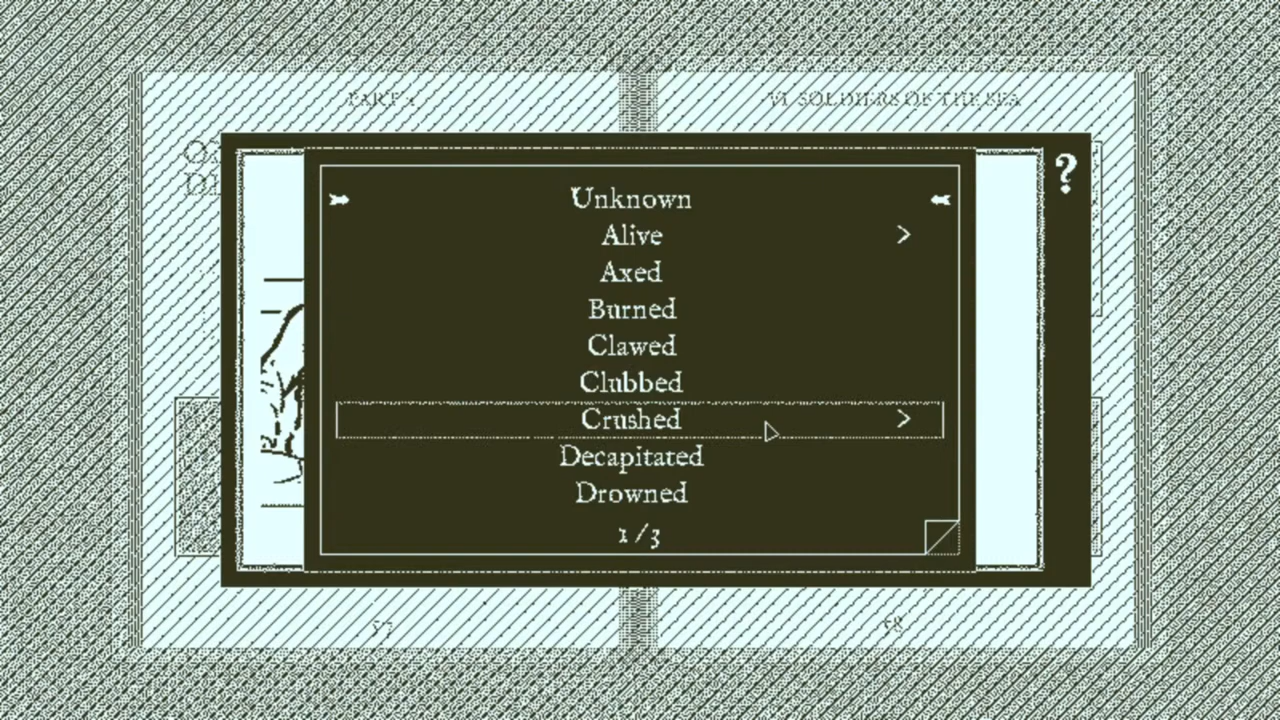 PART 2
VI. SOLDIERS OF THE SEA
?
Unknown
Alive >
Axed
Burned
Clawed
Clubbed
Crushed >
Decapitated
Drowned
1/3
57
58